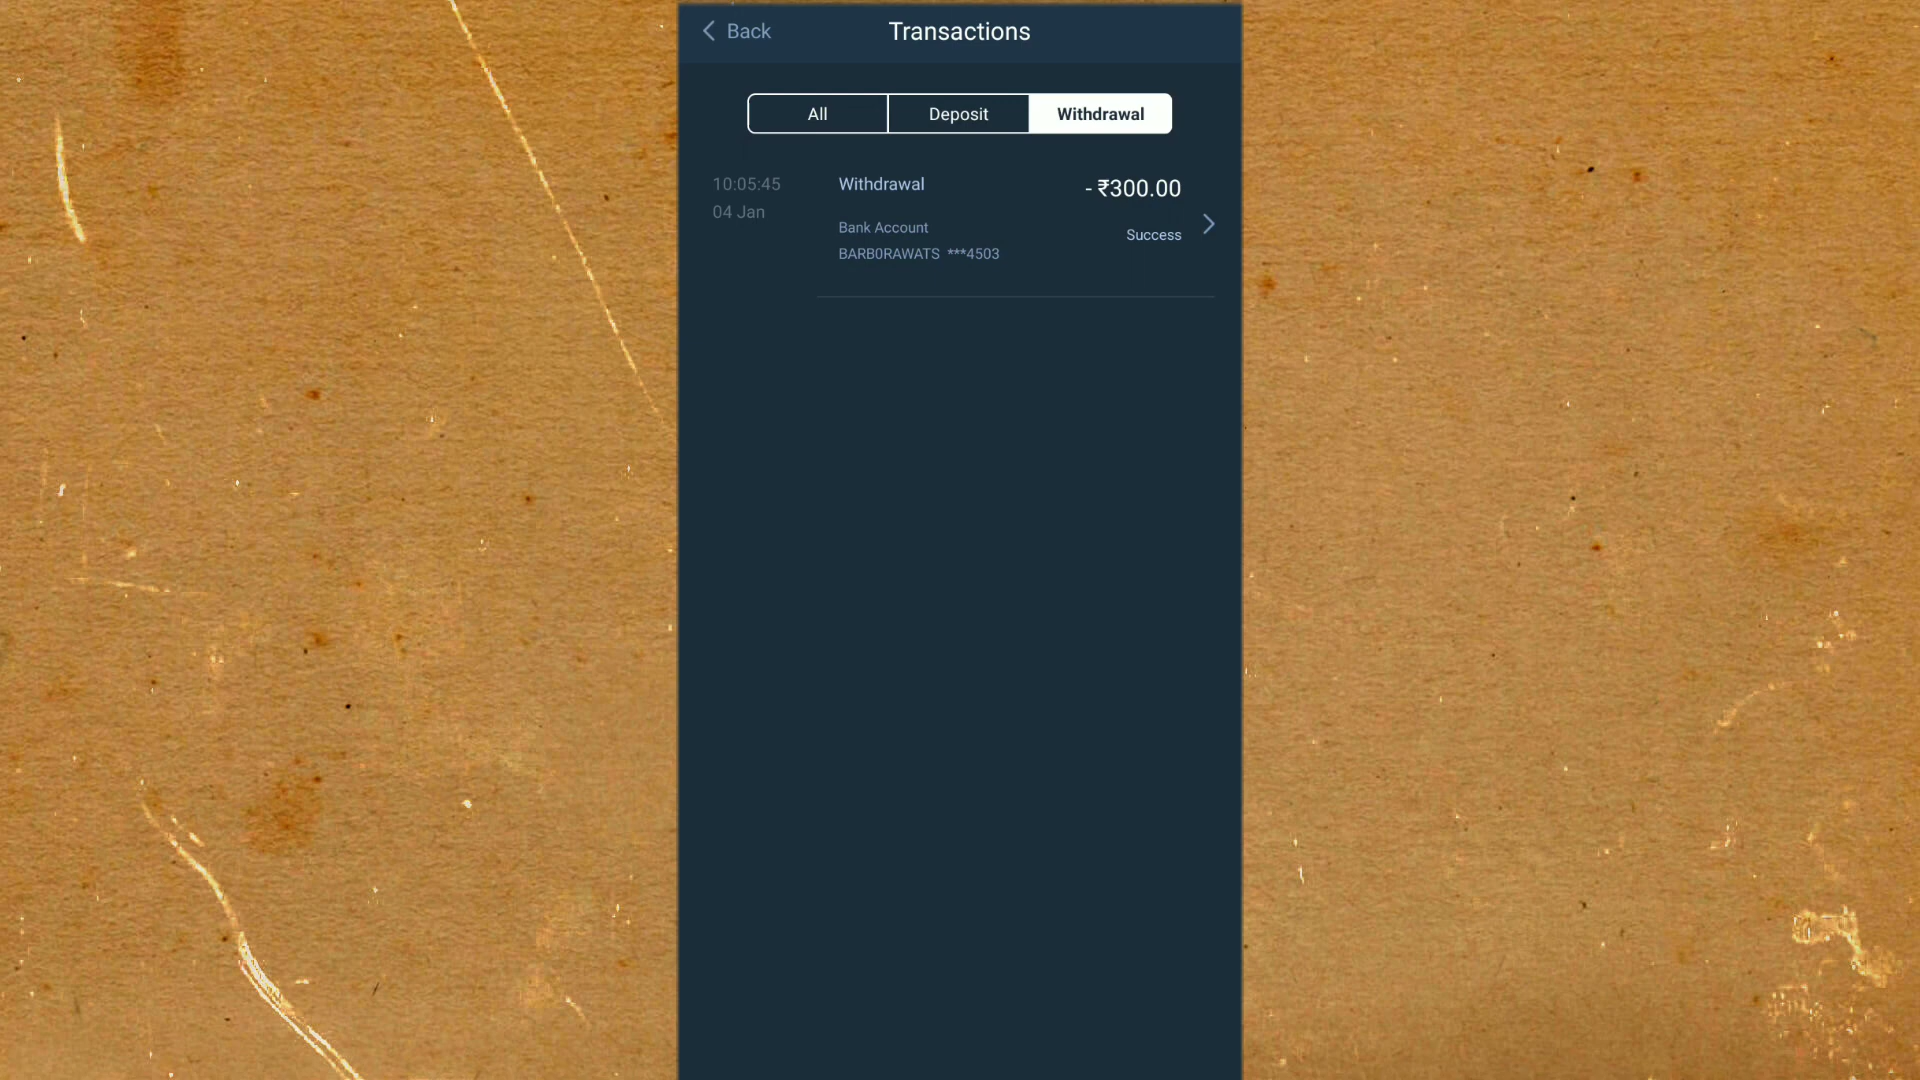 Back
Transactions
All
Deposit
Withdrawal
10:05:45
04 Jan
Withdrawal
- ₹300.00
Bank Account
BARB0RAWATS ***4503
Success